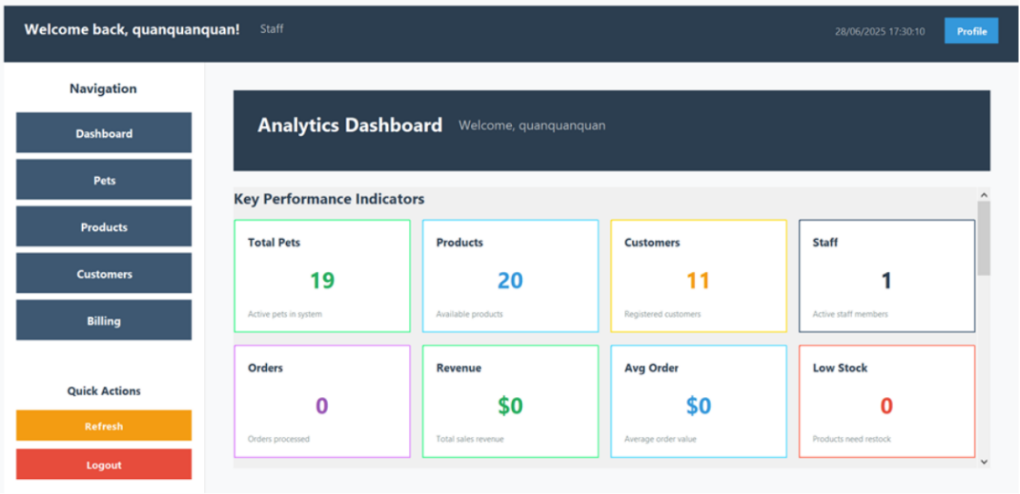 Welcome back, quanquanquan! Staff 28/06/2025 17:30:10 Profile
Navigation
Dashboard
Pets
Products
Customers
Billing
Quick Actions
Refresh
Logout
Analytics Dashboard Welcome, quanquanquan
Key Performance Indicators
Total Pets
19
Active pets in system
Products
20
Available products
Customers
11
Registered customers
Staff
1
Active staff members
Orders
0
Orders processed
Revenue
$0
Total sales revenue
Avg Order
$0
Average order value
Low Stock
0
Products need restock